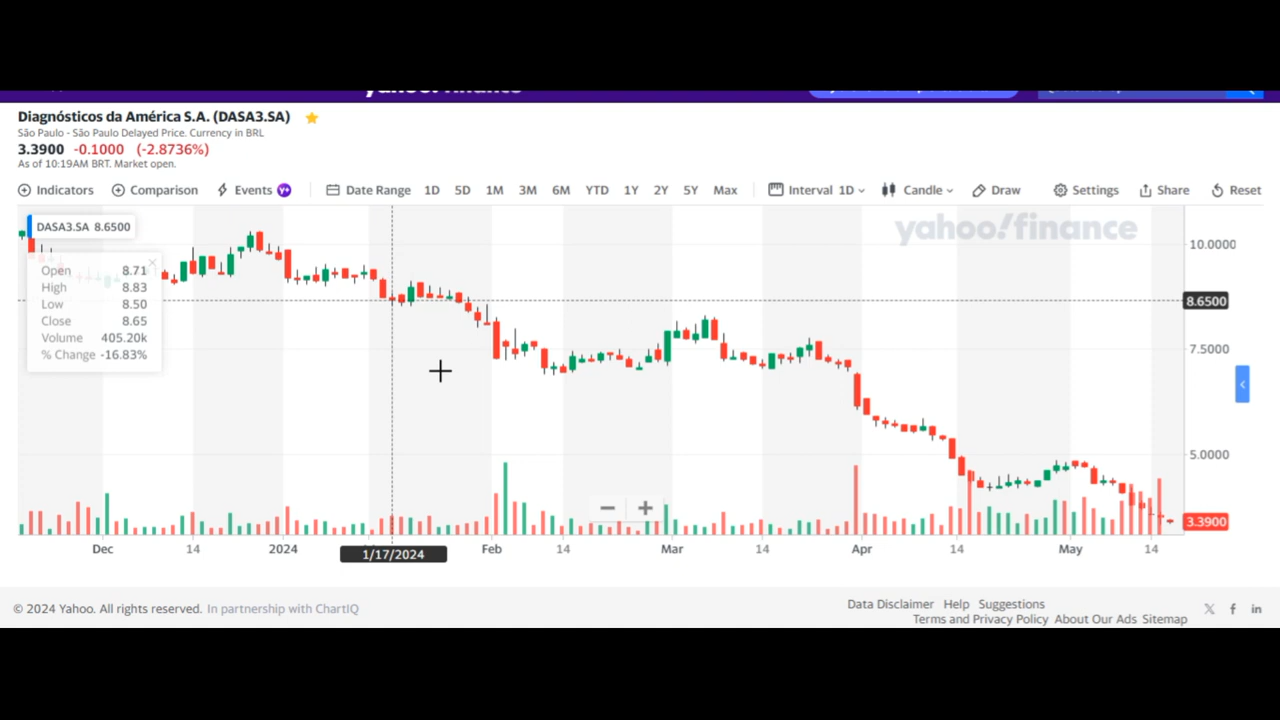 yahoo! finance
Diagnósticos da América S.A. (DASA3.SA)
São Paulo - São Paulo Delayed Price. Currency in BRL
3.3900 -0.1000 (-2.8736%)
As of 10:19AM BRT. Market open.
Indicators Comparison Events Y+ Date Range 1D 5D 1M 3M 6M YTD 1Y 2Y 5Y Max Interval 1D Candle Draw Settings Share Reset
DASA3.SA 8.6500
yahoo!finance
10.0000
Open 8.71
High 8.83
Low 8.50
Close 8.65
Volume 405.20k
% Change -16.83%
8.6500
7.5000
5.0000
3.3900
Dec 14 2024 1/17/2024 Feb 14 Mar 14 Apr 14 May 14
© 2024 Yahoo. All rights reserved. In partnership with ChartIQ
Data Disclaimer Help Suggestions
Terms and Privacy Policy About Our Ads Sitemap